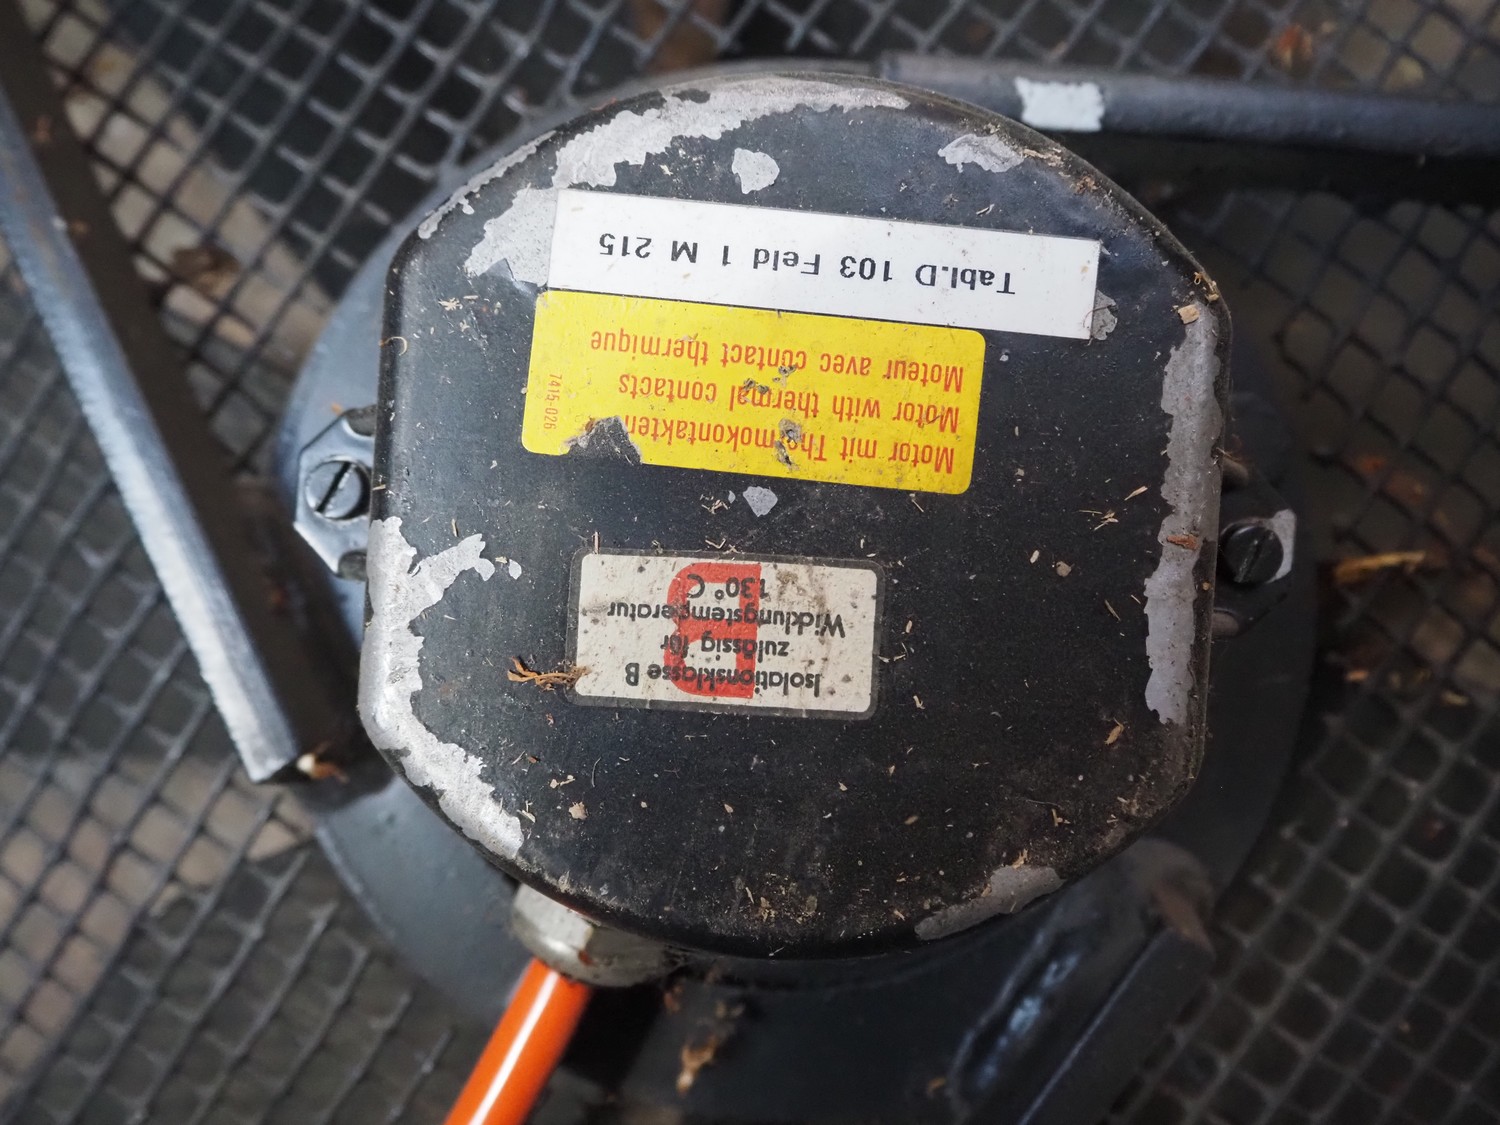 Isolationsklasse B
zulässig für
Wicklungstemperatur
130° C
B
Motor mit Thermokontakten
Motor with thermal contacts
Moteur avec contact thermique
7415-026
Tabl.D 103 Feld 1 M 215